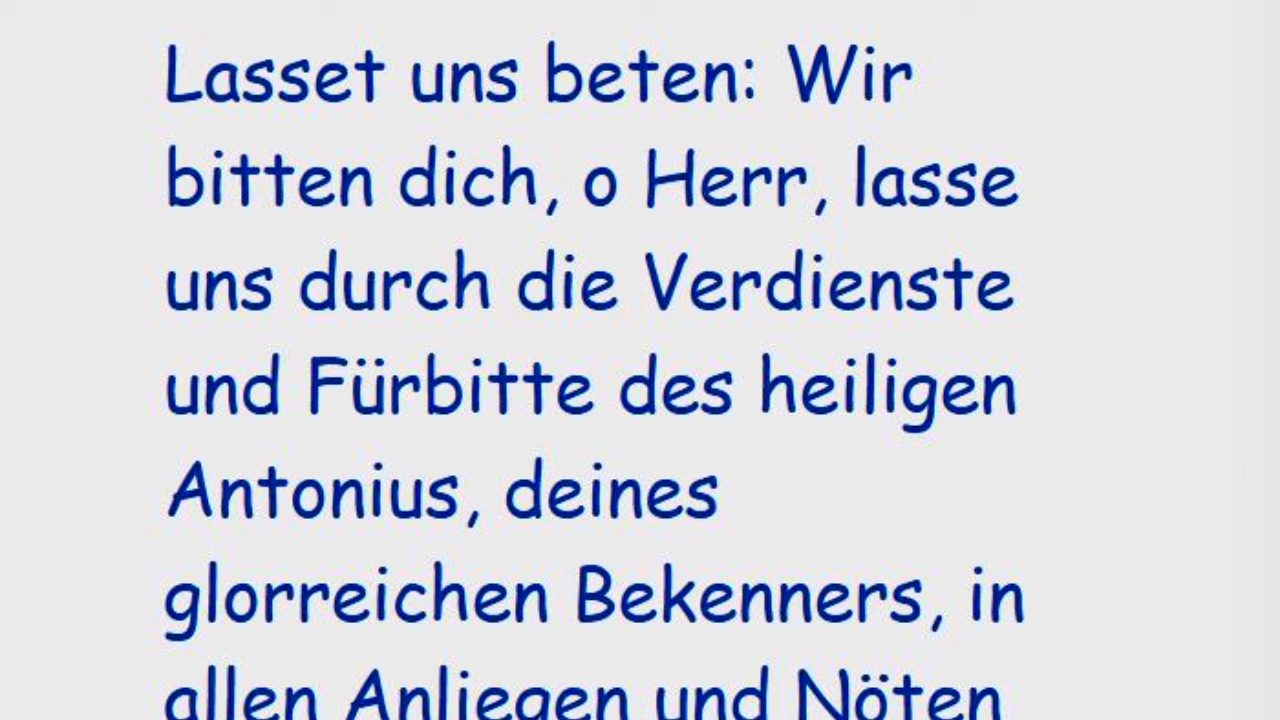 Lasset uns beten: Wir
bitten dich, o Herr, lasse
uns durch die Verdienste
und Fürbitte des heiligen
Antonius, deines
glorreichen Bekenners, in
allen Anliegen und Nöten